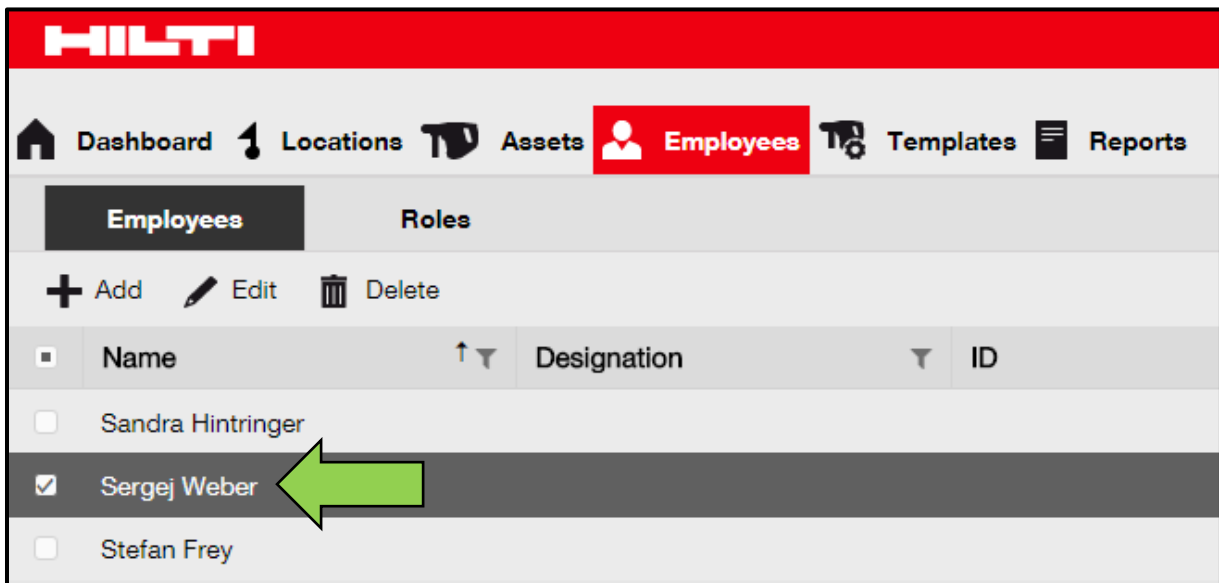 HILTI
Dashboard Locations Assets Employees Templates Reports
Employees Roles
Add Edit Delete
Name Designation ID
Sandra Hintringer
Sergej Weber
Stefan Frey